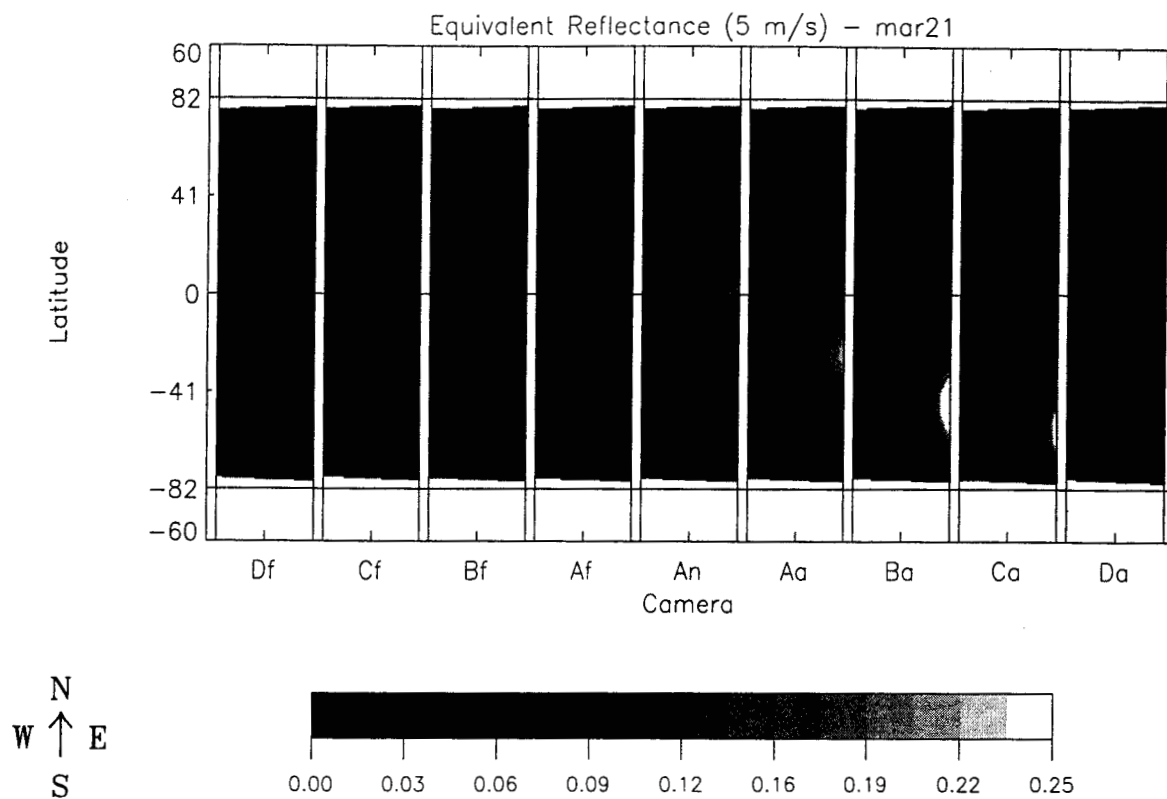 Equivalent Reflectance (5 m/s) − mar21
60
82
41
0
−41
−82
−60
Latitude
Df Cf Bf Af An Aa Ba Ca Da
Camera
N
W E
S
0.00 0.03 0.06 0.09 0.12 0.16 0.19 0.22 0.25